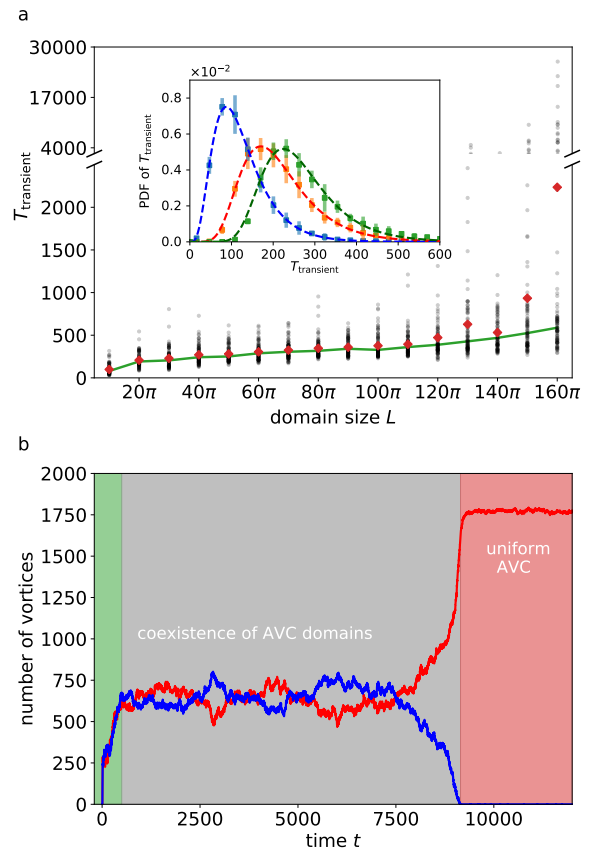 a
30000
17000
4000
2000
1500
1000
500
0
T_transient
×10⁻²
0.8
0.6
0.4
0.2
0.0
PDF of T_transient
0 100 200 300 400 500 600
T_transient
20π 40π 60π 80π 100π 120π 140π 160π
domain size L
b
2000
1750
1500
1250
1000
750
500
250
0
number of vortices
uniform
AVC
coexistence of AVC domains
0 2500 5000 7500 10000
time t